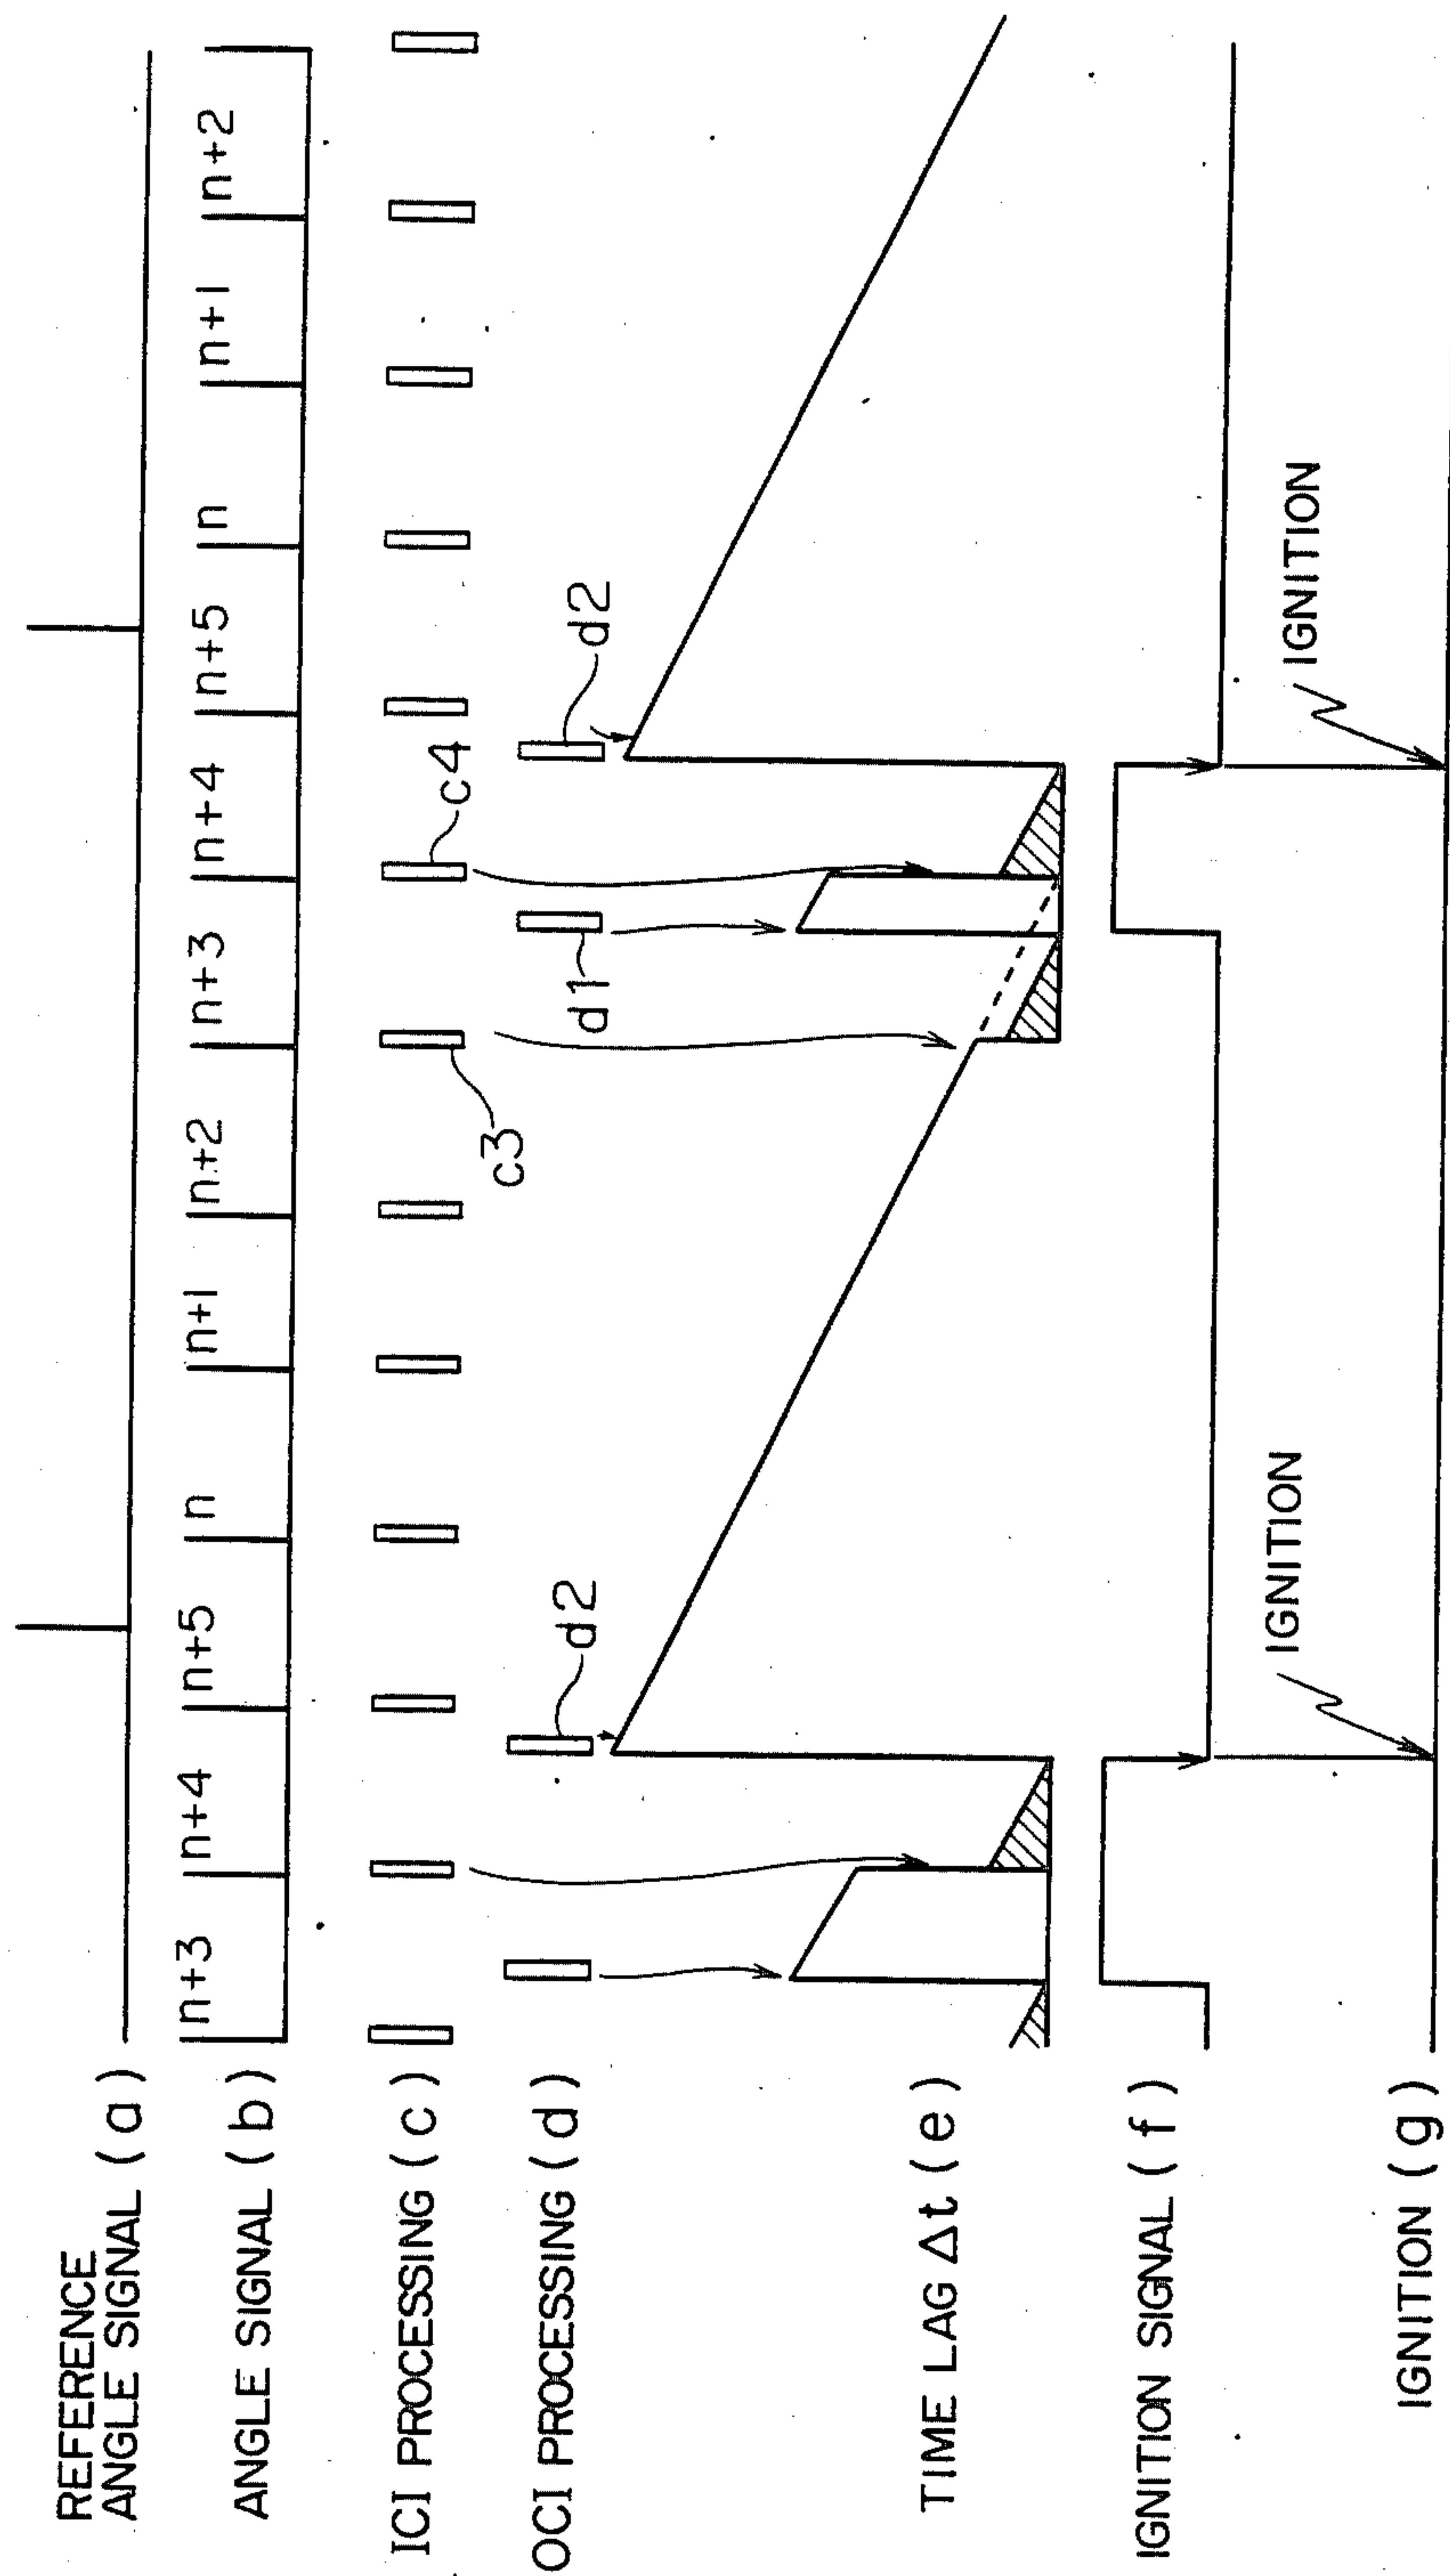 REFERENCE
ANGLE SIGNAL (a)
ANGLE SIGNAL (b)
n+3 n+4 n+5 n n+1 n+2 n+3 n+4 n+5 n n+1 n+2
ICI PROCESSING (c)
c3 c4
OCI PROCESSING (d)
d2 d1 d2
TIME LAG Δt (e)
IGNITION SIGNAL (f)
IGNITION IGNITION
IGNITION (g)